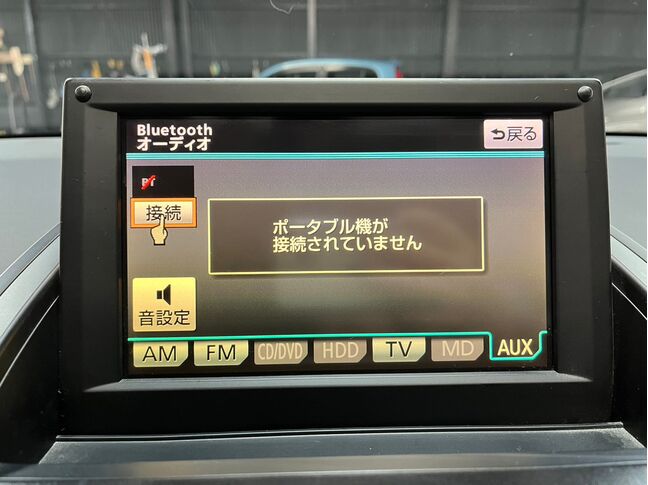 Bluetooth
オーディオ
戻る
BT
接続
ポータブル機が
接続されていません
音設定
AM
FM
CD/DVD
HDD
TV
MD
AUX